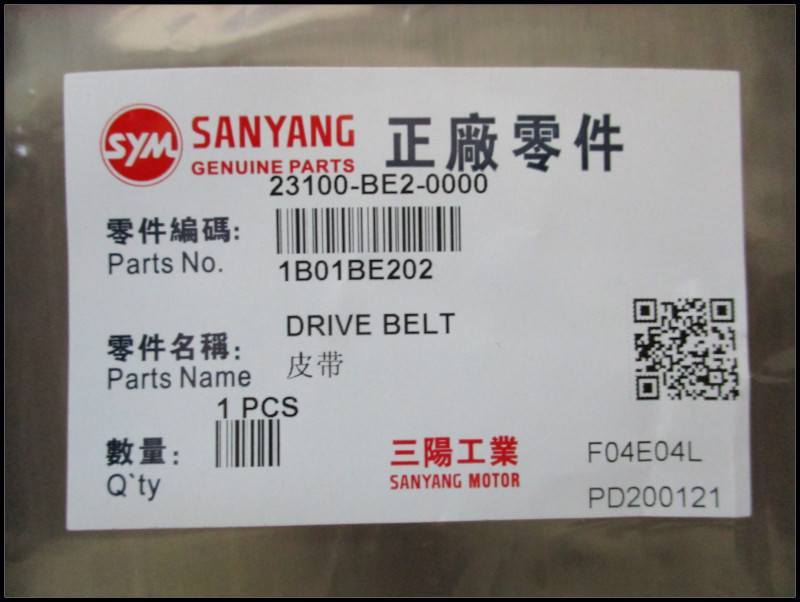 SYM SANYANG 正廠零件
GENUINE PARTS
23100-BE2-0000
零件編碼:
Parts No.
1B01BE202
DRIVE BELT
零件名稱:
Parts Name
皮带
1 PCS
數量:
Q`ty
三陽工業
SANYANG MOTOR
F04E04L
PD200121